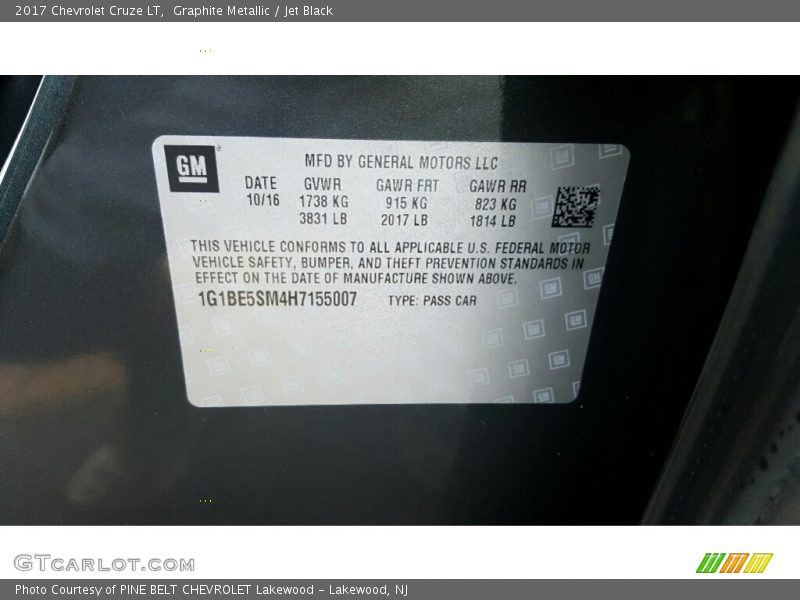 2017 Chevrolet Cruze LT, Graphite Metallic / Jet Black
GM
MFD BY GENERAL MOTORS LLC
DATE GVWR GAWR FRT GAWR RR
10/16 1738 KG 915 KG 823 KG
3831 LB 2017 LB 1814 LB
THIS VEHICLE CONFORMS TO ALL APPLICABLE U.S. FEDERAL MOTOR
VEHICLE SAFETY, BUMPER, AND THEFT PREVENTION STANDARDS IN
EFFECT ON THE DATE OF MANUFACTURE SHOWN ABOVE.
1G1BE5SM4H7155007 TYPE: PASS CAR
GTCARLOT.COM
Photo Courtesy of PINE BELT CHEVROLET Lakewood - Lakewood, NJ